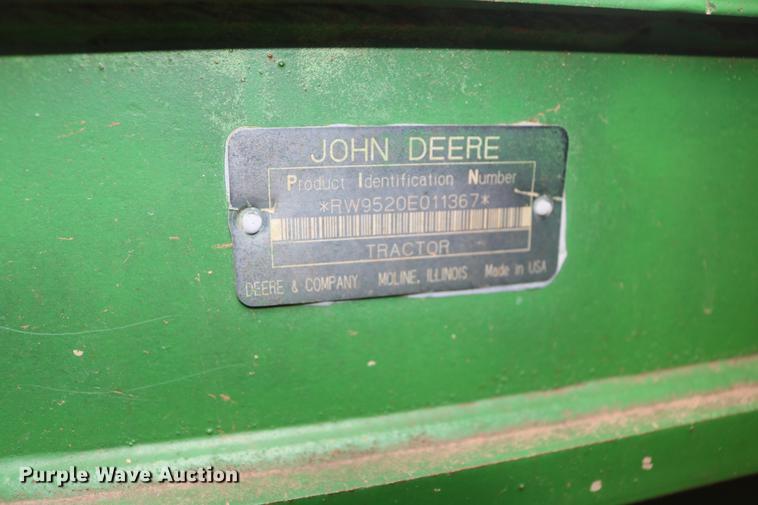 JOHN DEERE
Product Identification Number
*RW9520E011367*
TRACTOR
DEERE & COMPANY MOLINE, ILLINOIS Made in USA
Purple Wave Auction